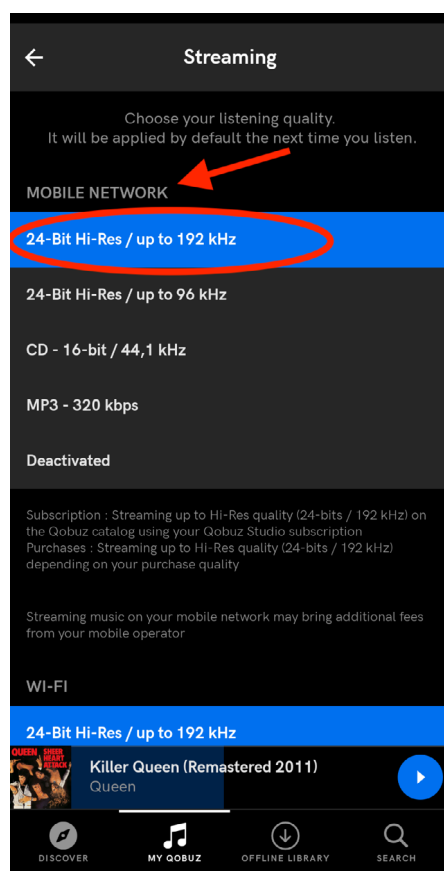 Streaming
Choose your listening quality.
It will be applied by default the next time you listen.
MOBILE NETWORK
24-Bit Hi-Res / up to 192 kHz
24-Bit Hi-Res / up to 96 kHz
CD - 16-bit / 44,1 kHz
MP3 - 320 kbps
Deactivated
Subscription : Streaming up to Hi-Res quality (24-bits / 192 kHz) on
the Qobuz catalog using your Qobuz Studio subscription
Purchases : Streaming up to Hi-Res quality (24-bits / 192 kHz)
depending on your purchase quality
Streaming music on your mobile network may bring additional fees
from your mobile operator
WI-FI
24-Bit Hi-Res / up to 192 kHz
QUEEN SHEER
HEART
ATTACK
Killer Queen (Remastered 2011)
Queen
DISCOVER
MY QOBUZ
OFFLINE LIBRARY
SEARCH